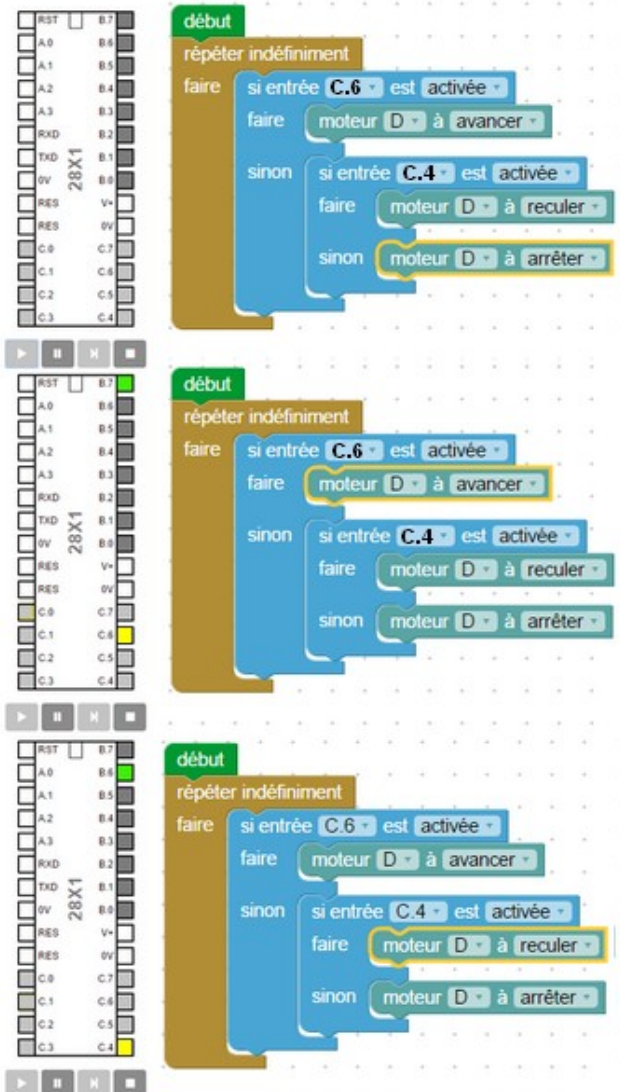 RST B.7
A.0 B.6
A.1 B.5
A.2 B.4
A.3 B.3
RXD B.2
TXD B.1
0V B.0
RES V+
RES 0V
C.0 C.7
C.1 C.6
C.2 C.5
C.3 C.4
28X1
début
répéter indéfiniment
faire si entrée C.6 est activée
faire moteur D à avancer
sinon si entrée C.4 est activée
faire moteur D à reculer
sinon moteur D à arrêter
RST B.7
A.0 B.6
A.1 B.5
A.2 B.4
A.3 B.3
RXD B.2
TXD B.1
0V B.0
RES V+
RES 0V
C.0 C.7
C.1 C.6
C.2 C.5
C.3 C.4
28X1
début
répéter indéfiniment
faire si entrée C.6 est activée
faire moteur D à avancer
sinon si entrée C.4 est activée
faire moteur D à reculer
sinon moteur D à arrêter
RST B.7
A.0 B.6
A.1 B.5
A.2 B.4
A.3 B.3
RXD B.2
TXD B.1
0V B.0
RES V+
RES 0V
C.0 C.7
C.1 C.6
C.2 C.5
C.3 C.4
28X1
début
répéter indéfiniment
faire si entrée C.6 est activée
faire moteur D à avancer
sinon si entrée C.4 est activée
faire moteur D à reculer
sinon moteur D à arrêter